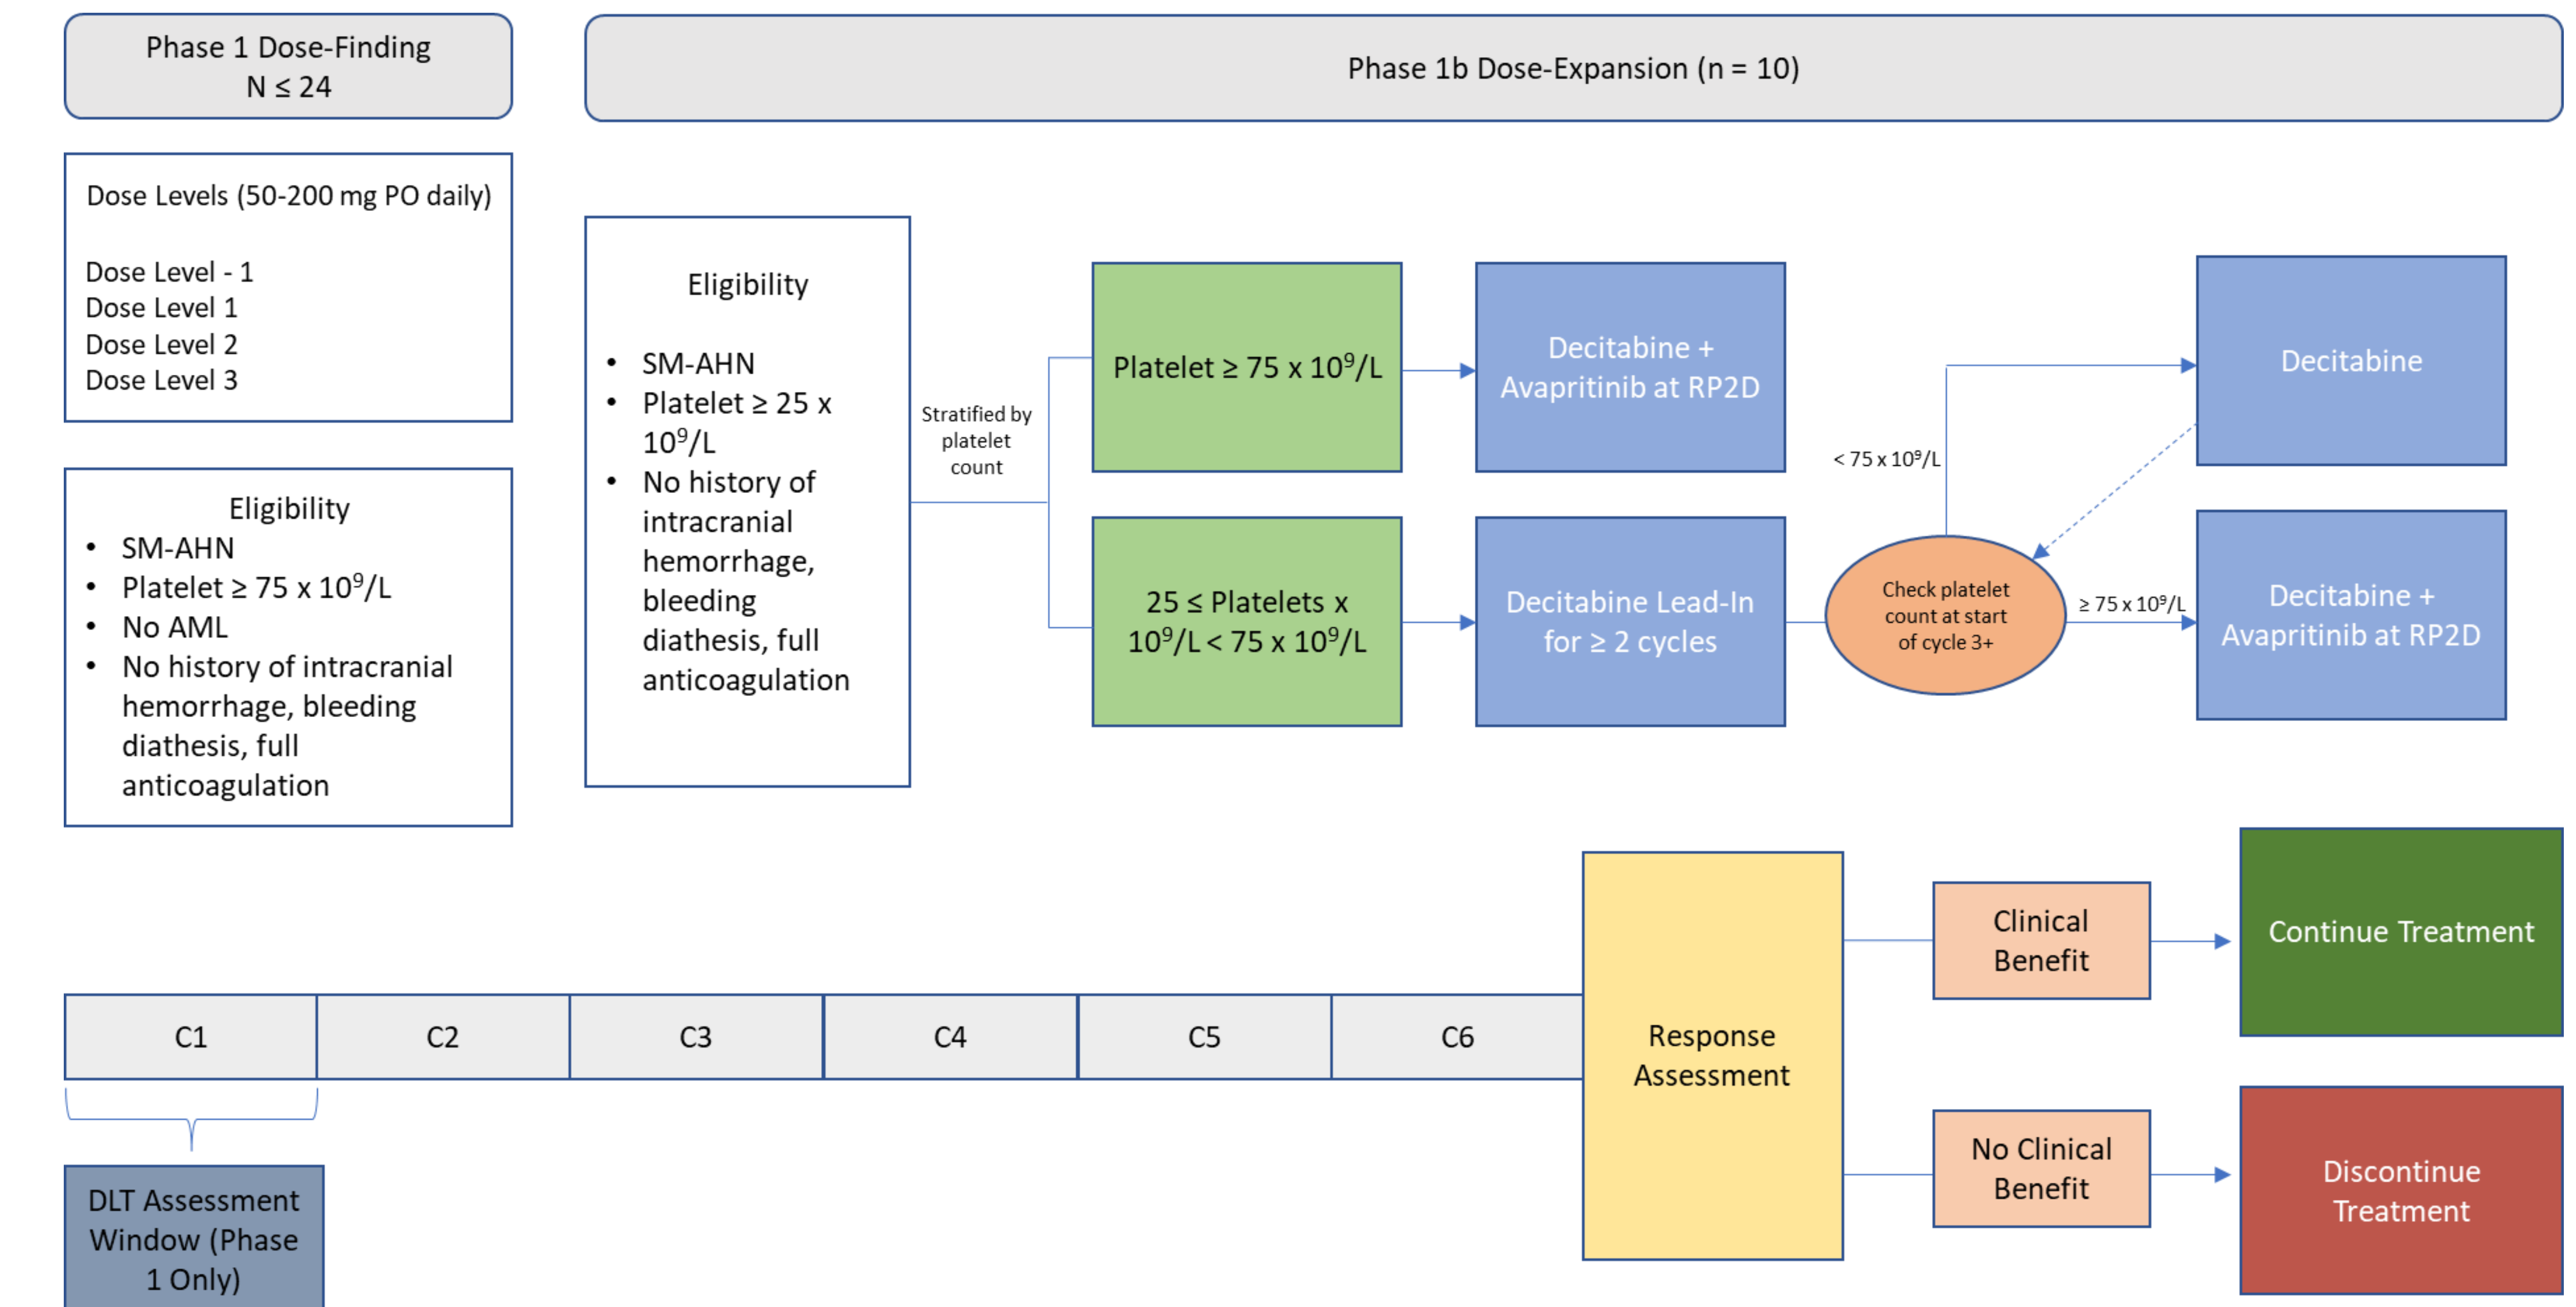 Phase 1 Dose-Finding
N ≤ 24
Phase 1b Dose-Expansion (n = 10)
Dose Levels (50-200 mg PO daily)
Dose Level - 1
Dose Level 1
Dose Level 2
Dose Level 3
Eligibility
• SM-AHN
• Platelet ≥ 75 x 10⁹/L
• No AML
• No history of intracranial
hemorrhage, bleeding
diathesis, full
anticoagulation
Eligibility
• SM-AHN
• Platelet ≥ 25 x
10⁹/L
• No history of
intracranial
hemorrhage,
bleeding
diathesis, full
anticoagulation
Stratified by
platelet
count
Platelet ≥ 75 x 10⁹/L
Decitabine +
Avapritinib at RP2D
25 ≤ Platelets x
10⁹/L < 75 x 10⁹/L
Decitabine Lead-In
for ≥ 2 cycles
< 75 x 10⁹/L
Decitabine
Check platelet
count at start
of cycle 3+
≥ 75 x 10⁹/L
Decitabine +
Avapritinib at RP2D
C1
C2
C3
C4
C5
C6
DLT Assessment
Window (Phase
1 Only)
Response
Assessment
Clinical
Benefit
Continue Treatment
No Clinical
Benefit
Discontinue
Treatment